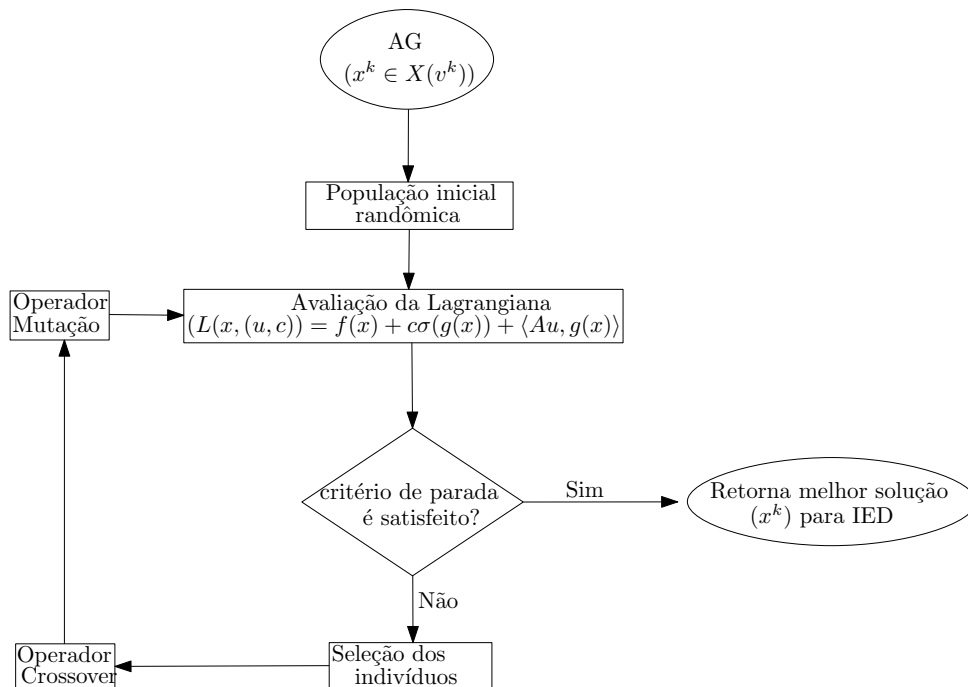 AG
(x^k ∈ X(v^k))
População inicial
randômica
Operador
Mutação
Avaliação da Lagrangiana
(L(x, (u, c)) = f(x) + cσ(g(x)) + ⟨Au, g(x)⟩
critério de parada
é satisfeito?
Sim
Retorna melhor solução
(x^k) para IED
Não
Operador
Crossover
Seleção dos
indivíduos